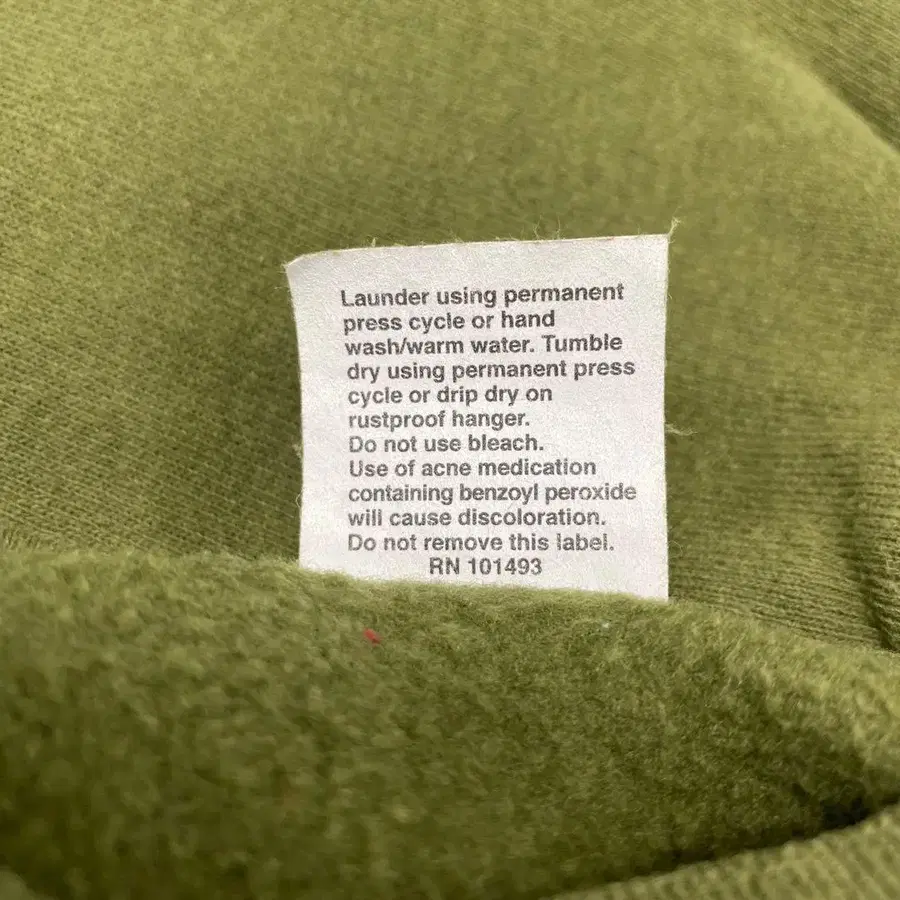 Launder using permanent
press cycle or hand
wash/warm water. Tumble
dry using permanent press
cycle or drip dry on
rustproof hanger.
Do not use bleach.
Use of acne medication
containing benzoyl peroxide
will cause discoloration.
Do not remove this label.
RN 101493